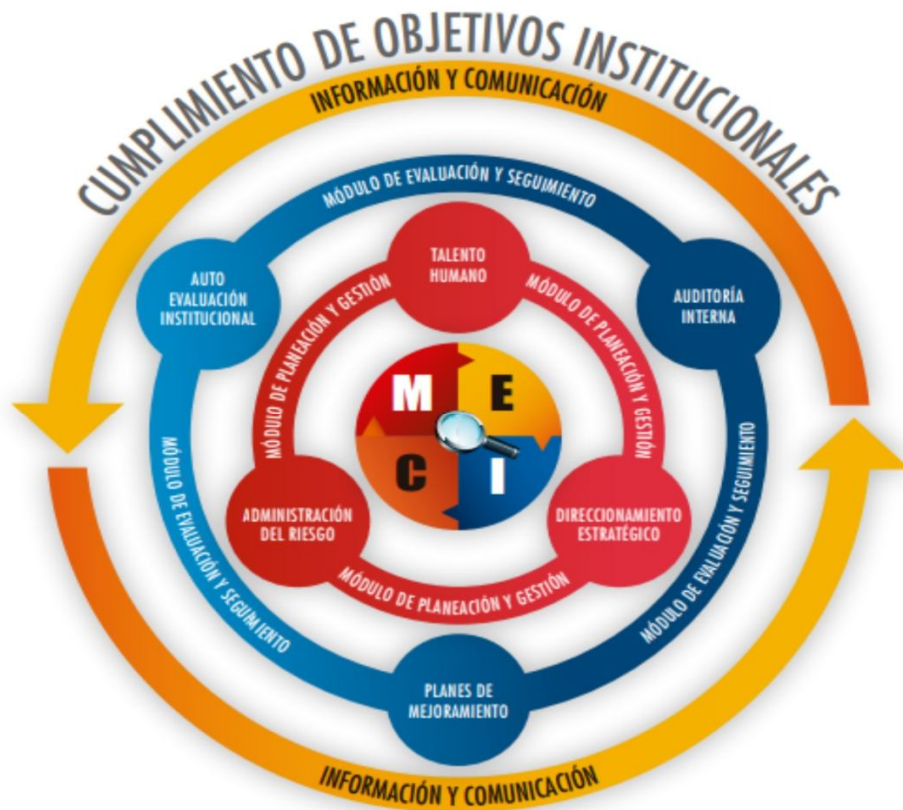 CUMPLIMIENTO DE OBJETIVOS INSTITUCIONALES
INFORMACIÓN Y COMUNICACIÓN
MÓDULO DE EVALUACIÓN Y SEGUIMIENTO
AUTO
EVALUACIÓN
INSTITUCIONAL
TALENTO
HUMANO
AUDITORÍA
INTERNA
MÓDULO DE PLANEACIÓN Y GESTIÓN
MÓDULO DE PLANEACIÓN Y GESTIÓN
M E
C I
MÓDULO DE EVALUACIÓN Y SEGUIMIENTO
MÓDULO DE EVALUACIÓN Y SEGUIMIENTO
ADMINISTRACIÓN
DEL RIESGO
DIRECCIONAMIENTO
ESTRATÉGICO
MÓDULO DE PLANEACIÓN Y GESTIÓN
PLANES DE
MEJORAMIENTO
INFORMACIÓN Y COMUNICACIÓN